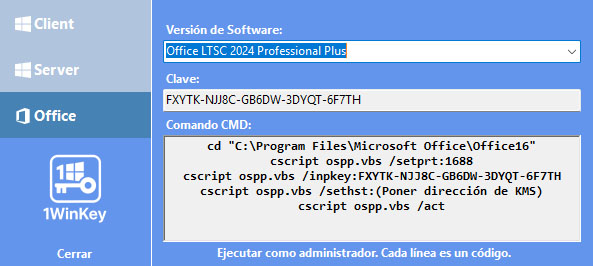 Client
Server
Office
1WinKey
Cerrar
Versión de Software:
Office LTSC 2024 Professional Plus
Clave:
FXYTK-NJJ8C-GB6DW-3DYQT-6F7TH
Comando CMD:
cd "C:\Program Files\Microsoft Office\Office16"
cscript ospp.vbs /setprt:1688
cscript ospp.vbs /inpkey:FXYTK-NJJ8C-GB6DW-3DYQT-6F7TH
cscript ospp.vbs /sethst:(Poner dirección de KMS)
cscript ospp.vbs /act
Ejecutar como administrador. Cada línea es un código.